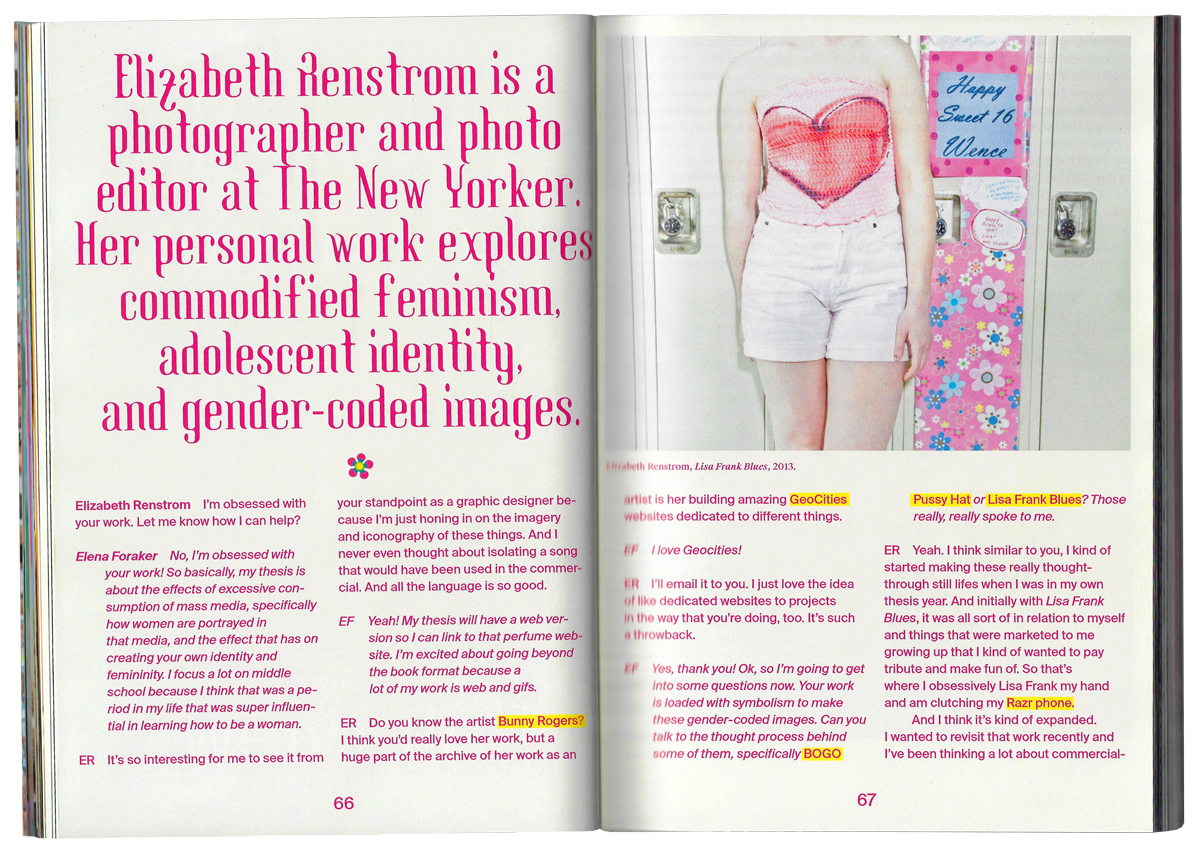 Elizabeth Renstrom is a
photographer and photo
editor at The New Yorker.
Her personal work explores
commodified feminism,
adolescent identity,
and gender-coded images.
Elizabeth Renstrom I'm obsessed with
your work. Let me know how I can help?
Elena Foraker No, I'm obsessed with
your work! So basically, my thesis is
about the effects of excessive con-
sumption of mass media, specifically
how women are portrayed in
that media, and the effect that has on
creating your own identity and
femininity. I focus a lot on middle
school because I think that was a pe-
riod in my life that was super influen-
tial in learning how to be a woman.
ER It's so interesting for me to see it from
your standpoint as a graphic designer be-
cause I'm just honing in on the imagery
and iconography of these things. And I
never even thought about isolating a song
that would have been used in the commer-
cial. And all the language is so good.
EF Yeah! My thesis will have a web ver-
sion so I can link to that perfume web-
site. I'm excited about going beyond
the book format because a
lot of my work is web and gifs.
ER Do you know the artist Bunny Rogers?
I think you'd really love her work, but a
huge part of the archive of her work as an
66
Happy
Sweet 16
Wence
Elizabeth Renstrom, Lisa Frank Blues, 2013.
artist is her building amazing GeoCities
websites dedicated to different things.
EF I love Geocities!
ER I'll email it to you. I just love the idea
of like dedicated websites to projects
in the way that you're doing, too. It's such
a throwback.
EF Yes, thank you! Ok, so I'm going to get
into some questions now. Your work
is loaded with symbolism to make
these gender-coded images. Can you
talk to the thought process behind
some of them, specifically BOGO
Pussy Hat or Lisa Frank Blues? Those
really, really spoke to me.
ER Yeah. I think similar to you, I kind of
started making these really thought-
through still lifes when I was in my own
thesis year. And initially with Lisa Frank
Blues, it was all sort of in relation to myself
and things that were marketed to me
growing up that I kind of wanted to pay
tribute and make fun of. So that's
where I obsessively Lisa Frank my hand
and am clutching my Razr phone.
And I think it's kind of expanded.
I wanted to revisit that work recently and
I've been thinking a lot about commercial-
67